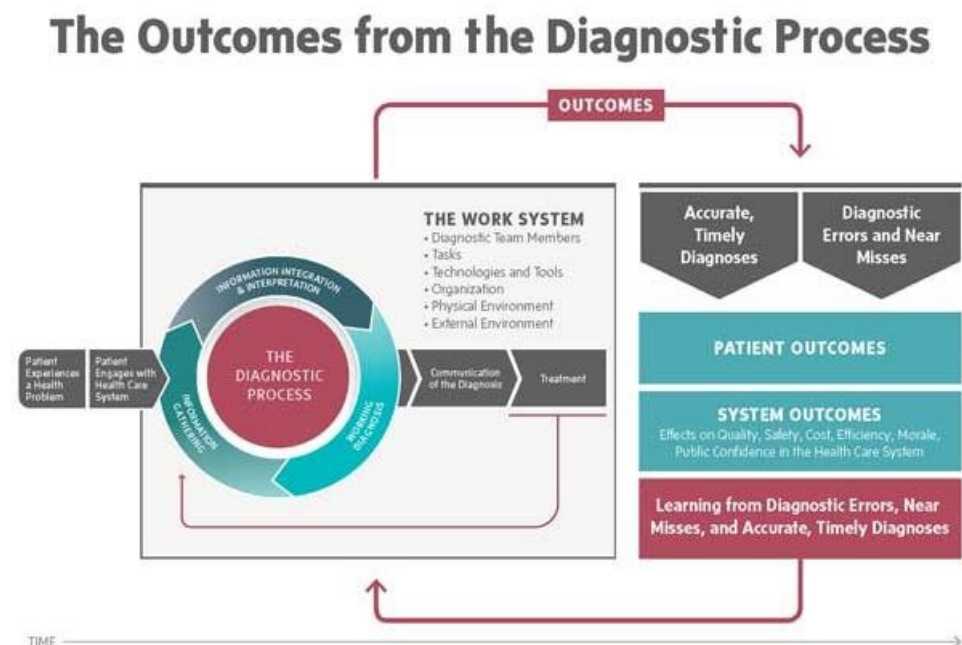 The Outcomes from the Diagnostic Process
OUTCOMES
THE WORK SYSTEM
• Diagnostic Team Members
• Tasks
• Technologies and Tools
• Organization
• Physical Environment
• External Environment
INFORMATION INTEGRATION
& INTERPRETATION
INFORMATION
GATHERING
WORKING
DIAGNOSIS
THE
DIAGNOSTIC
PROCESS
Patient
Experiences
a Health
Problem
Patient
Engages with
Health Care
System
Communication
of the Diagnosis
Treatment
Accurate,
Timely
Diagnoses
Diagnostic
Errors and Near
Misses
PATIENT OUTCOMES
SYSTEM OUTCOMES
Effects on Quality, Safety, Cost, Efficiency, Morale,
Public Confidence in the Health Care System
Learning from Diagnostic Errors, Near
Misses, and Accurate, Timely Diagnoses
TIME